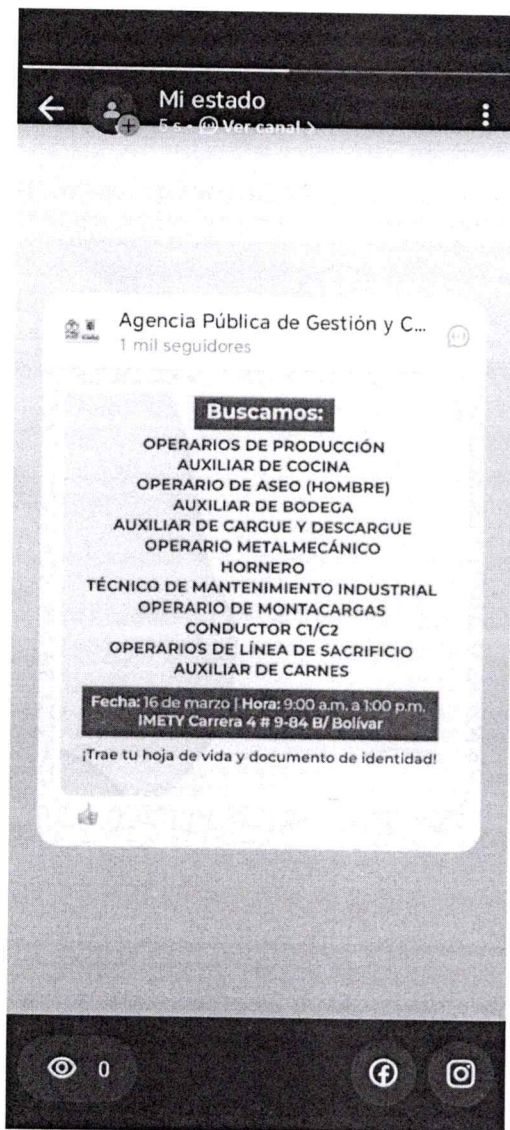 Mi estado
5 s • Ver canal >
Agencia Pública de Gestión y C...
1 mil seguidores
Buscamos:
OPERARIOS DE PRODUCCIÓN
AUXILIAR DE COCINA
OPERARIO DE ASEO (HOMBRE)
AUXILIAR DE BODEGA
AUXILIAR DE CARGUE Y DESCARGUE
OPERARIO METALMECÁNICO
HORNERO
TÉCNICO DE MANTENIMIENTO INDUSTRIAL
OPERARIO DE MONTACARGAS
CONDUCTOR C1/C2
OPERARIOS DE LÍNEA DE SACRIFICIO
AUXILIAR DE CARNES
Fecha: 16 de marzo | Hora: 9:00 a.m. a 1:00 p.m.
IMETY Carrera 4 # 9-84 B/ Bolívar
¡Trae tu hoja de vida y documento de identidad!
0